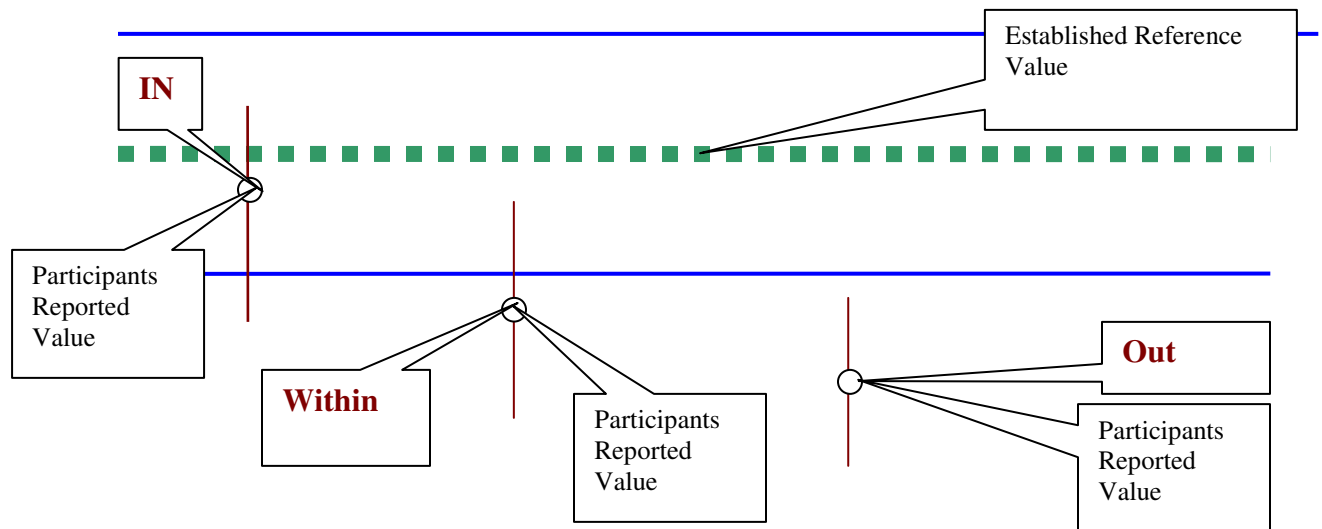 Established Reference
Value
IN
Participants
Reported
Value
Within
Participants
Reported
Value
Out
Participants
Reported
Value